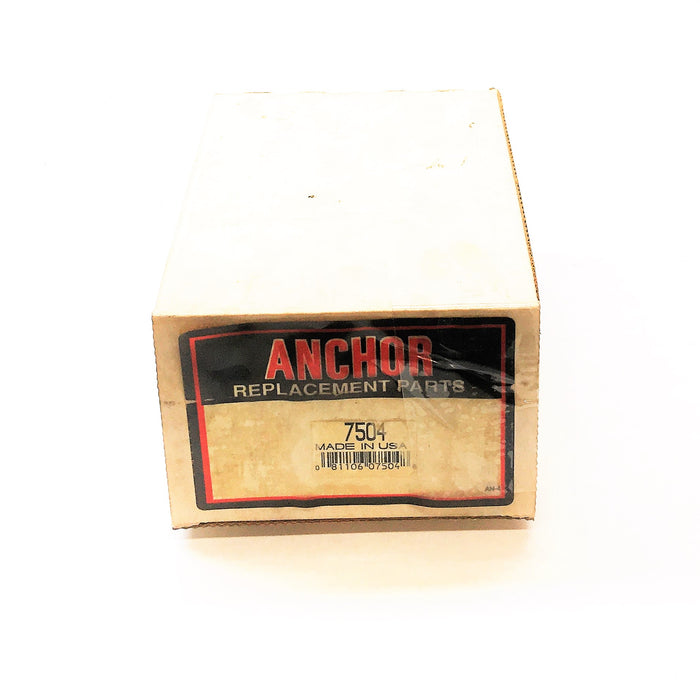 ANCHOR
REPLACEMENT PARTS
7504
MADE IN USA
0 81106 07504